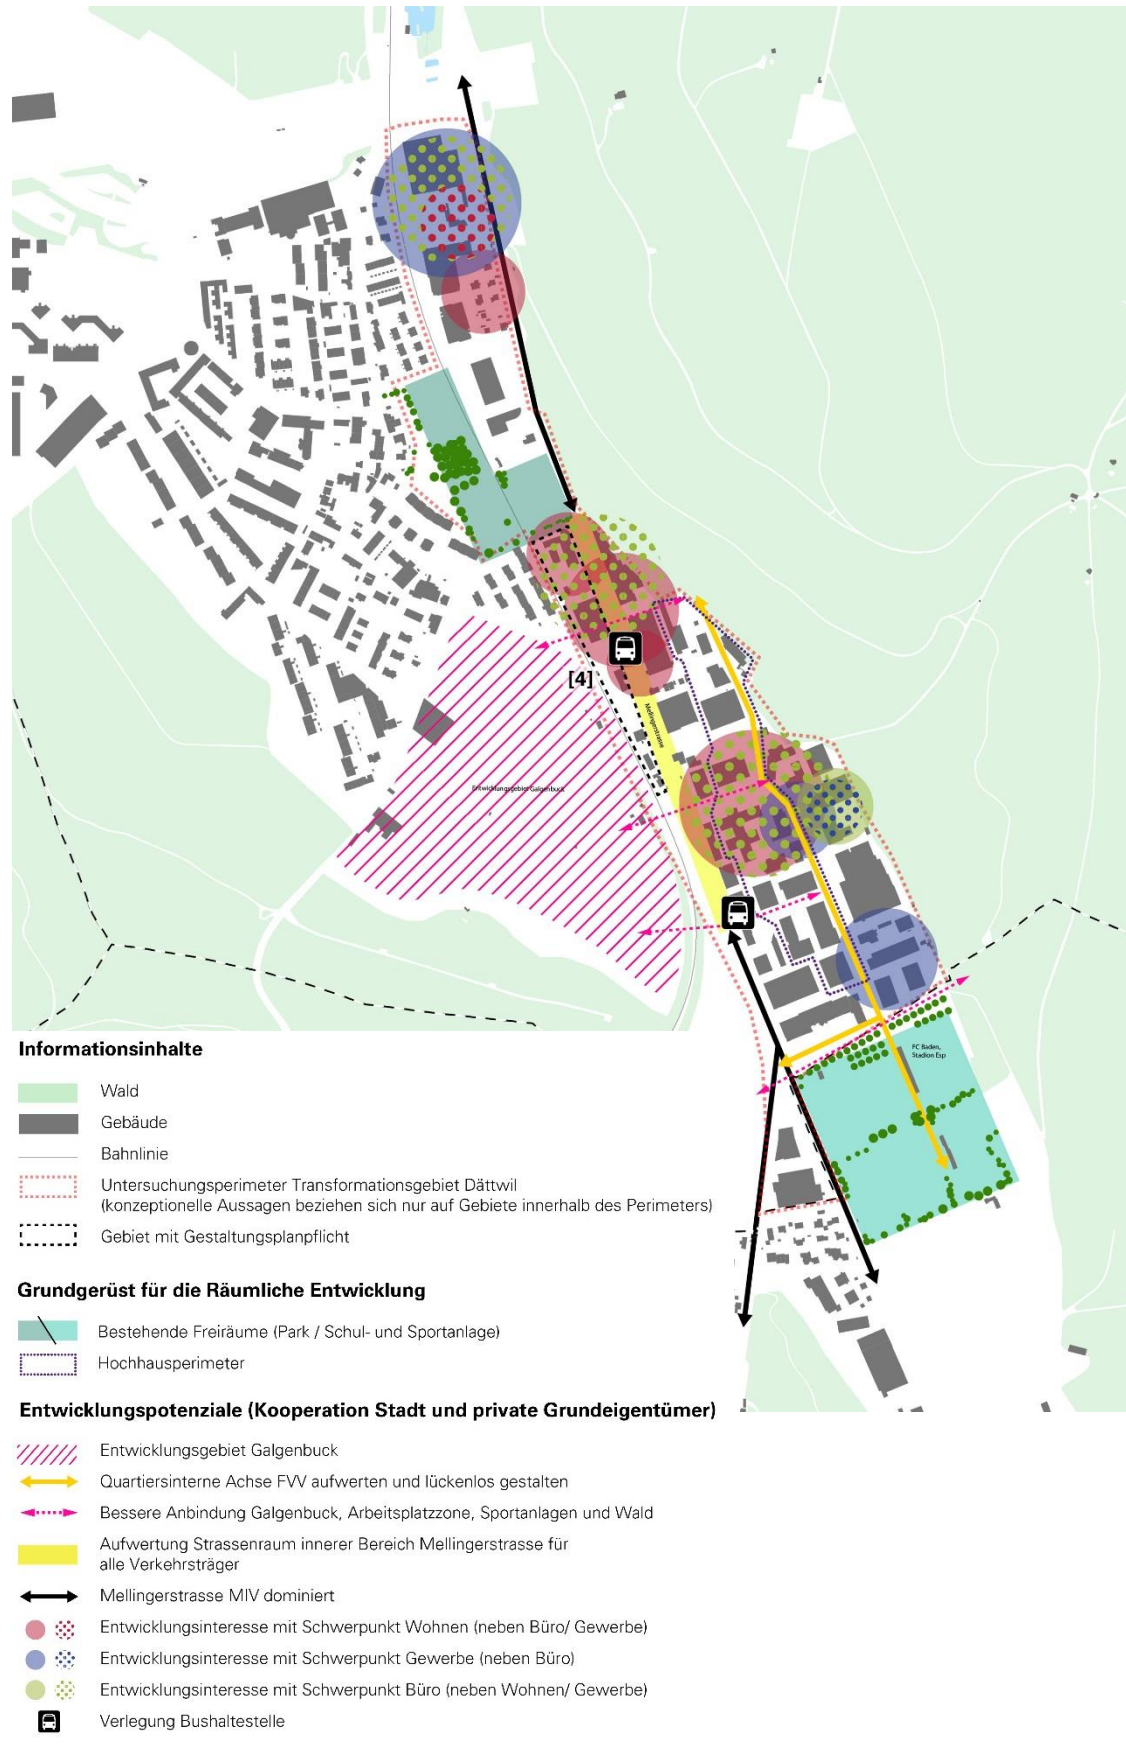 [4]
Mellingerstrasse
Entwicklungsgebiet Galgenbuck
FC Baden,
Stadion Esp
Informationsinhalte
Wald
Gebäude
Bahnlinie
Untersuchungsperimeter Transformationsgebiet Dättwil
(konzeptionelle Aussagen beziehen sich nur auf Gebiete innerhalb des Perimeters)
Gebiet mit Gestaltungsplanpflicht
Grundgerüst für die Räumliche Entwicklung
Bestehende Freiräume (Park / Schul- und Sportanlage)
Hochhausperimeter
Entwicklungspotenziale (Kooperation Stadt und private Grundeigentümer)
Entwicklungsgebiet Galgenbuck
Quartiersinterne Achse FVV aufwerten und lückenlos gestalten
Bessere Anbindung Galgenbuck, Arbeitsplatzzone, Sportanlagen und Wald
Aufwertung Strassenraum innerer Bereich Mellingerstrasse für
alle Verkehrsträger
Mellingerstrasse MIV dominiert
Entwicklungsinteresse mit Schwerpunkt Wohnen (neben Büro/ Gewerbe)
Entwicklungsinteresse mit Schwerpunkt Gewerbe (neben Büro)
Entwicklungsinteresse mit Schwerpunkt Büro (neben Wohnen/ Gewerbe)
Verlegung Bushaltestelle